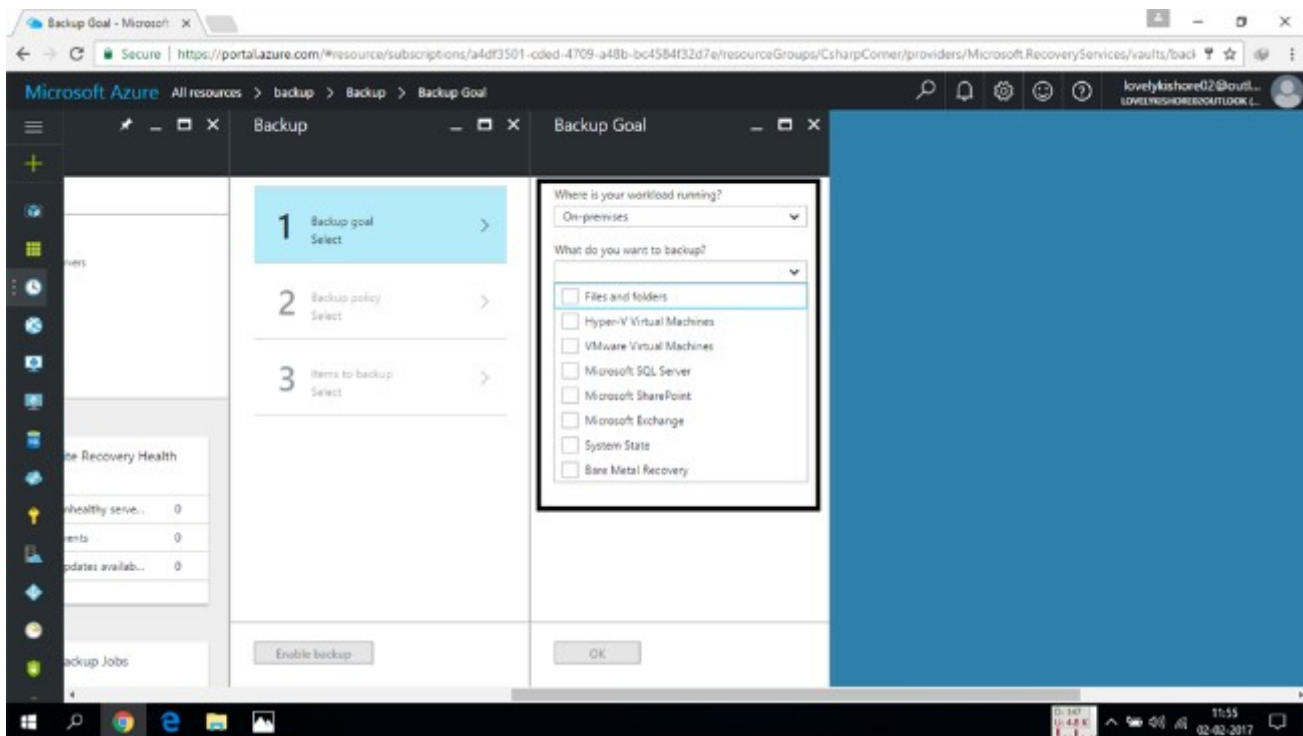 Backup Goal - Microsoft
Secure | https://portal.azure.com/#resource/subscriptions/a4df3501-cded-4709-a48b-bc4584f32d7e/resourceGroups/CsharpCorner/providers/Microsoft.RecoveryServices/vaults/back
Microsoft Azure All resources > backup > Backup > Backup Goal
lovelykishore02@outl...
Backup
Backup Goal
1 Backup goal
Select
2 Backup policy
Select
3 Items to backup
Select
Enable backup
Where is your workload running?
On-premises
What do you want to backup?
Files and folders
Hyper-V Virtual Machines
VMware Virtual Machines
Microsoft SQL Server
Microsoft SharePoint
Microsoft Exchange
System State
Bare Metal Recovery
OK
rvers
ite Recovery Health
nhealthy serve... 0
vents 0
pdates availab... 0
ackup Jobs
11:55
02-02-2017